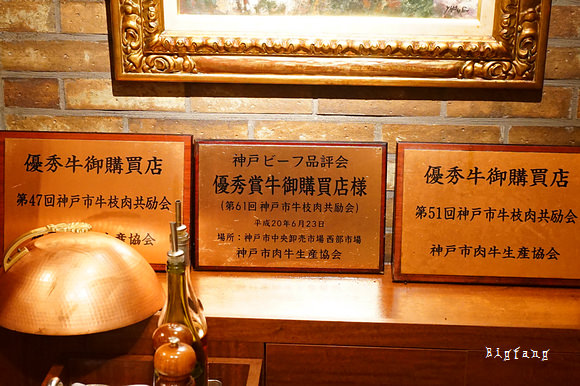 優秀牛御購買店
第47回神戸市牛枝肉共励会
生産協会
神戸ビーフ品評会
優秀賞牛御購買店様
(第61回神戸市牛枝肉共励会)
平成20年6月23日
場所:神戸市中央卸売市場西部市場
神戸市肉牛生産協会
優秀牛御購買店
第51回神戸市牛枝肉共励会
神戸市肉牛生産協会
Bigfang